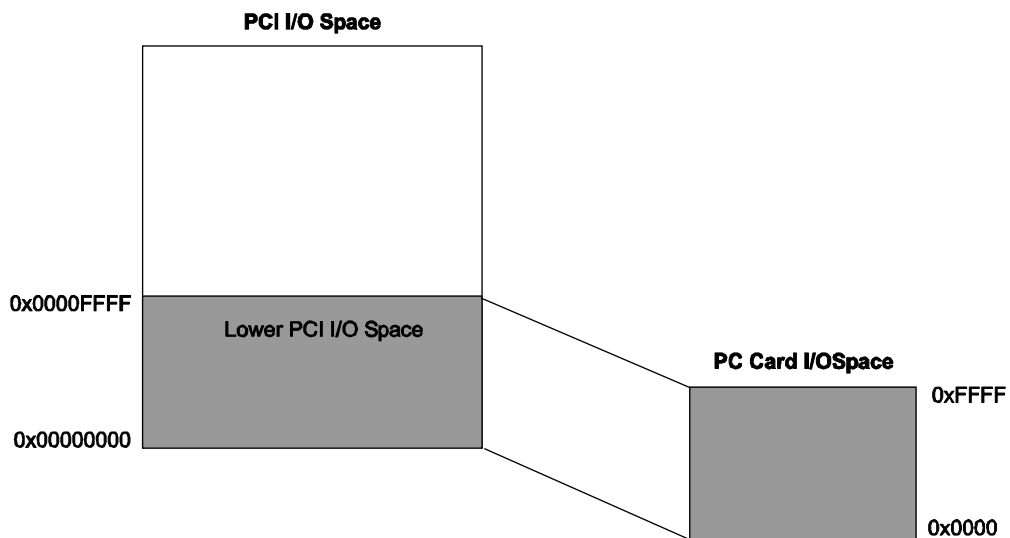 PCI I/O Space
0x0000FFFF
Lower PCI I/O Space
PC Card I/OSpace
0xFFFF
0x00000000
0x0000